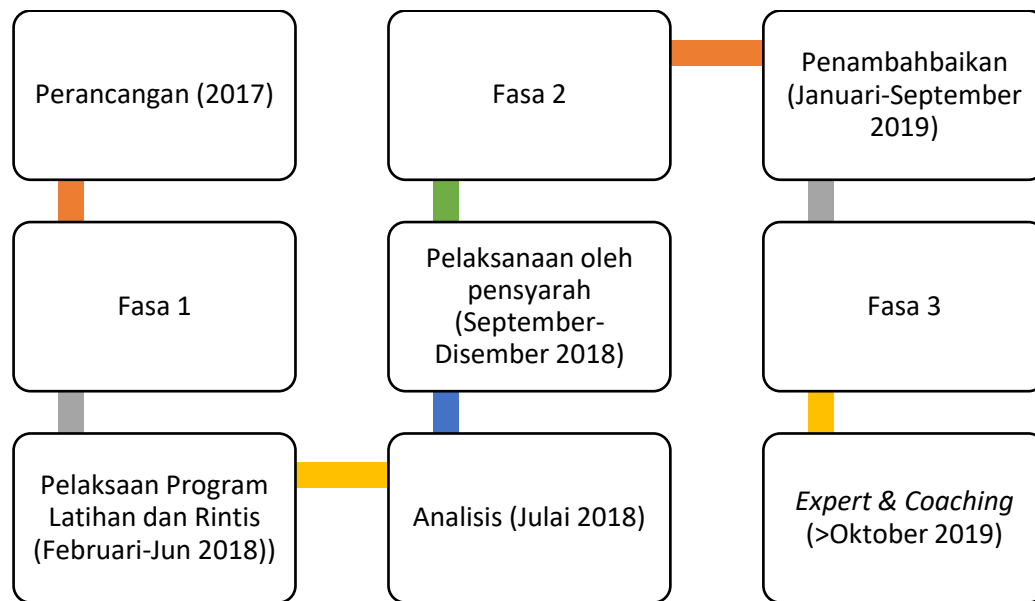 Perancangan (2017)
Fasa 1
Pelaksaan Program
Latihan dan Rintis
(Februari-Jun 2018))
Analisis (Julai 2018)
Pelaksanaan oleh
pensyarah
(September-
Disember 2018)
Fasa 2
Penambahbaikan
(Januari-September
2019)
Fasa 3
Expert & Coaching
(>Oktober 2019)